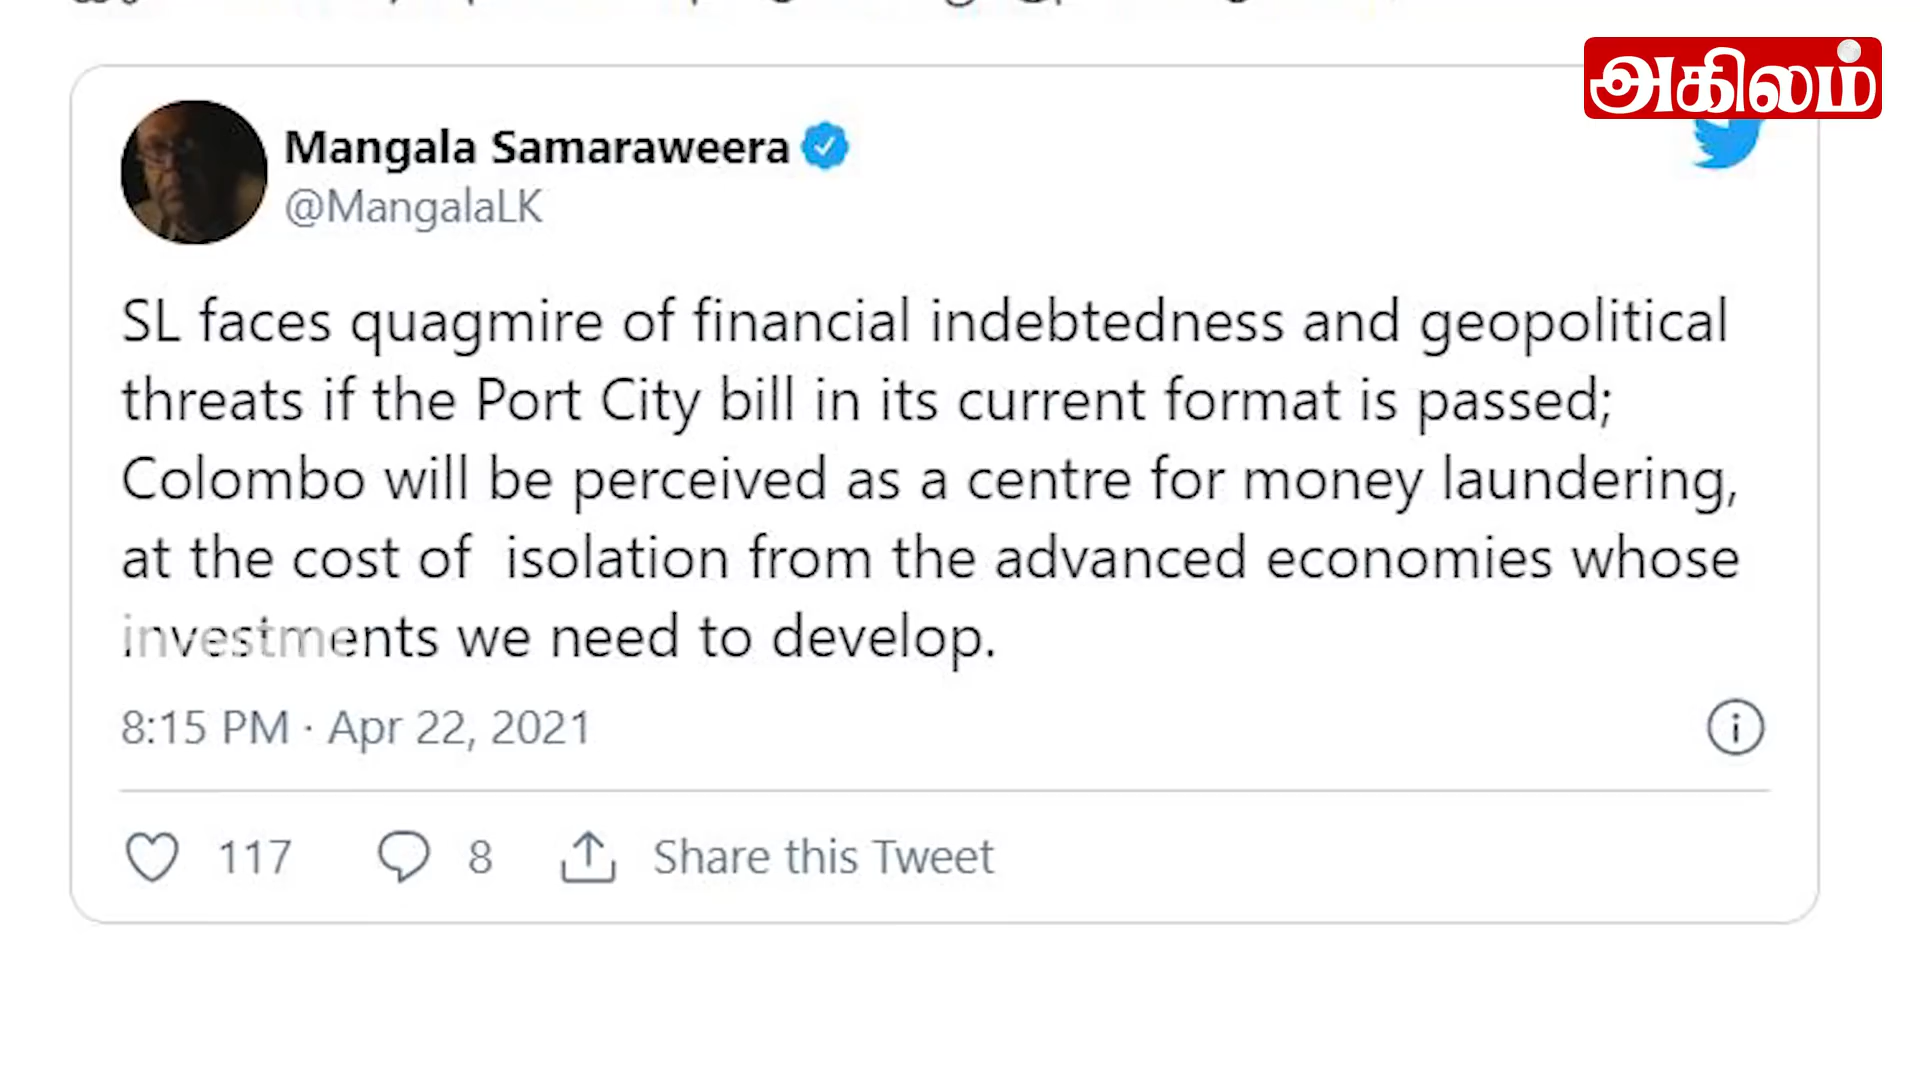 அகிலம்
Mangala Samaraweera
@MangalaLK
SL faces quagmire of financial indebtedness and geopolitical
threats if the Port City bill in its current format is passed;
Colombo will be perceived as a centre for money laundering,
at the cost of  isolation from the advanced economies whose
investments we need to develop.
8:15 PM · Apr 22, 2021
117
8
Share this Tweet